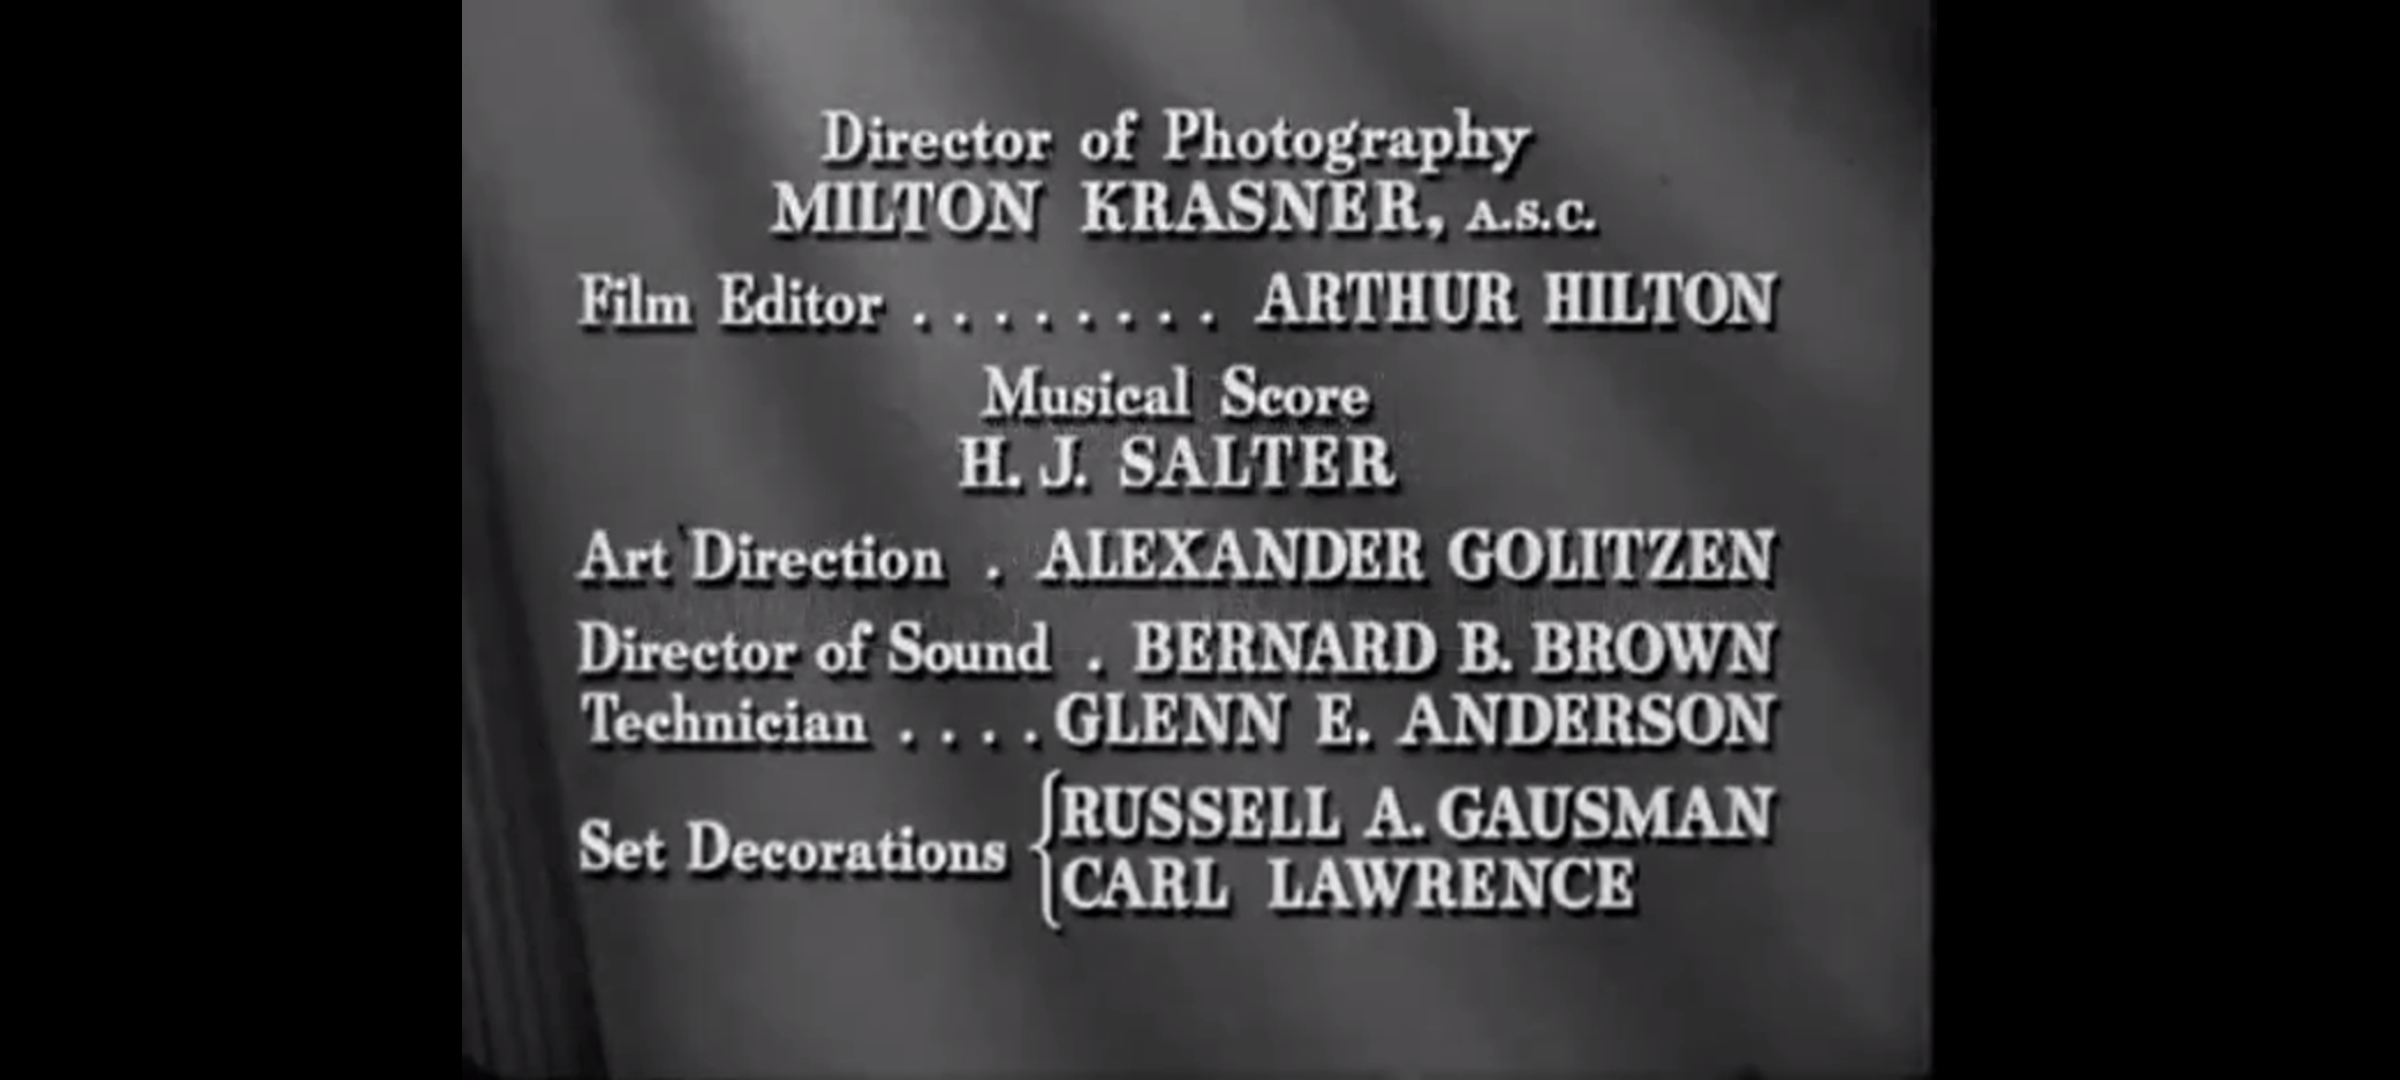 Director of Photography
MILTON KRASNER, A.S.C.
Film Editor ........ ARTHUR HILTON
Musical Score
H. J. SALTER
Art Direction . ALEXANDER GOLITZEN
Director of Sound . BERNARD B. BROWN
Technician .... GLENN E. ANDERSON
Set Decorations { RUSSELL A. GAUSMAN
CARL LAWRENCE